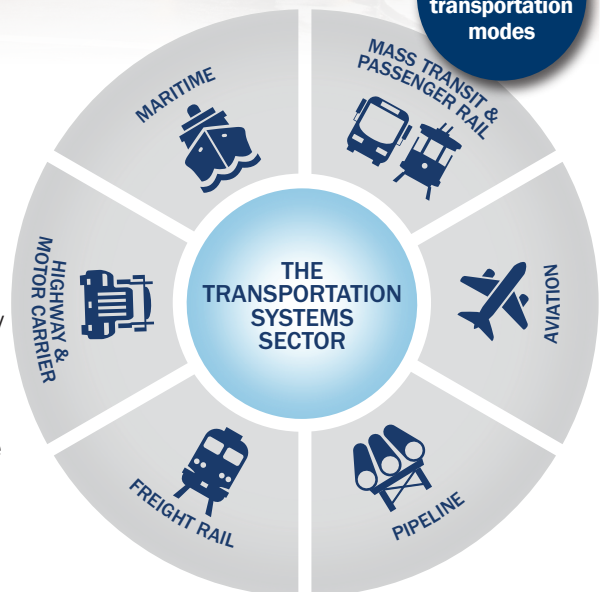 transportation
modes
MASS TRANSIT &
PASSENGER RAIL
AVIATION
PIPELINE
FREIGHT RAIL
HIGHWAY &
MOTOR CARRIER
MARITIME
THE
TRANSPORTATION
SYSTEMS
SECTOR